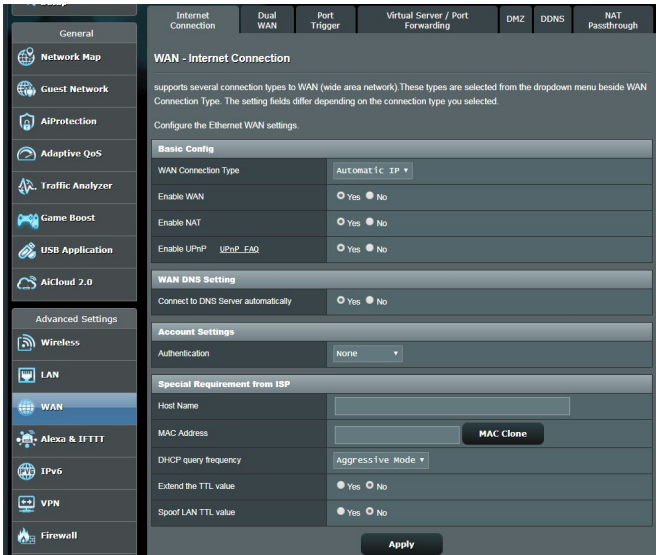 General
Network Map
Guest Network
AiProtection
Adaptive QoS
Traffic Analyzer
Game Boost
USB Application
AiCloud 2.0
Advanced Settings
Wireless
LAN
WAN
Alexa & IFTTT
IPv6
VPN
Firewall
Internet Connection
Dual WAN
Port Trigger
Virtual Server / Port Forwarding
DMZ
DDNS
NAT Passthrough
WAN - Internet Connection
supports several connection types to WAN (wide area network).These types are selected from the dropdown menu beside WAN
Connection Type. The setting fields differ depending on the connection type you selected.
Configure the Ethernet WAN settings.
Basic Config
WAN Connection Type Automatic IP
Enable WAN Yes No
Enable NAT Yes No
Enable UPnP UPnP FAQ Yes No
WAN DNS Setting
Connect to DNS Server automatically Yes No
Account Settings
Authentication None
Special Requirement from ISP
Host Name
MAC Address MAC Clone
DHCP query frequency Aggressive Mode
Extend the TTL value Yes No
Spoof LAN TTL value Yes No
Apply